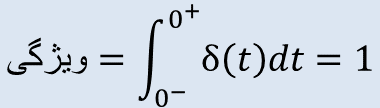 ویژگی = ∫_{0⁻}^{0⁺} δ(t)dt = 1